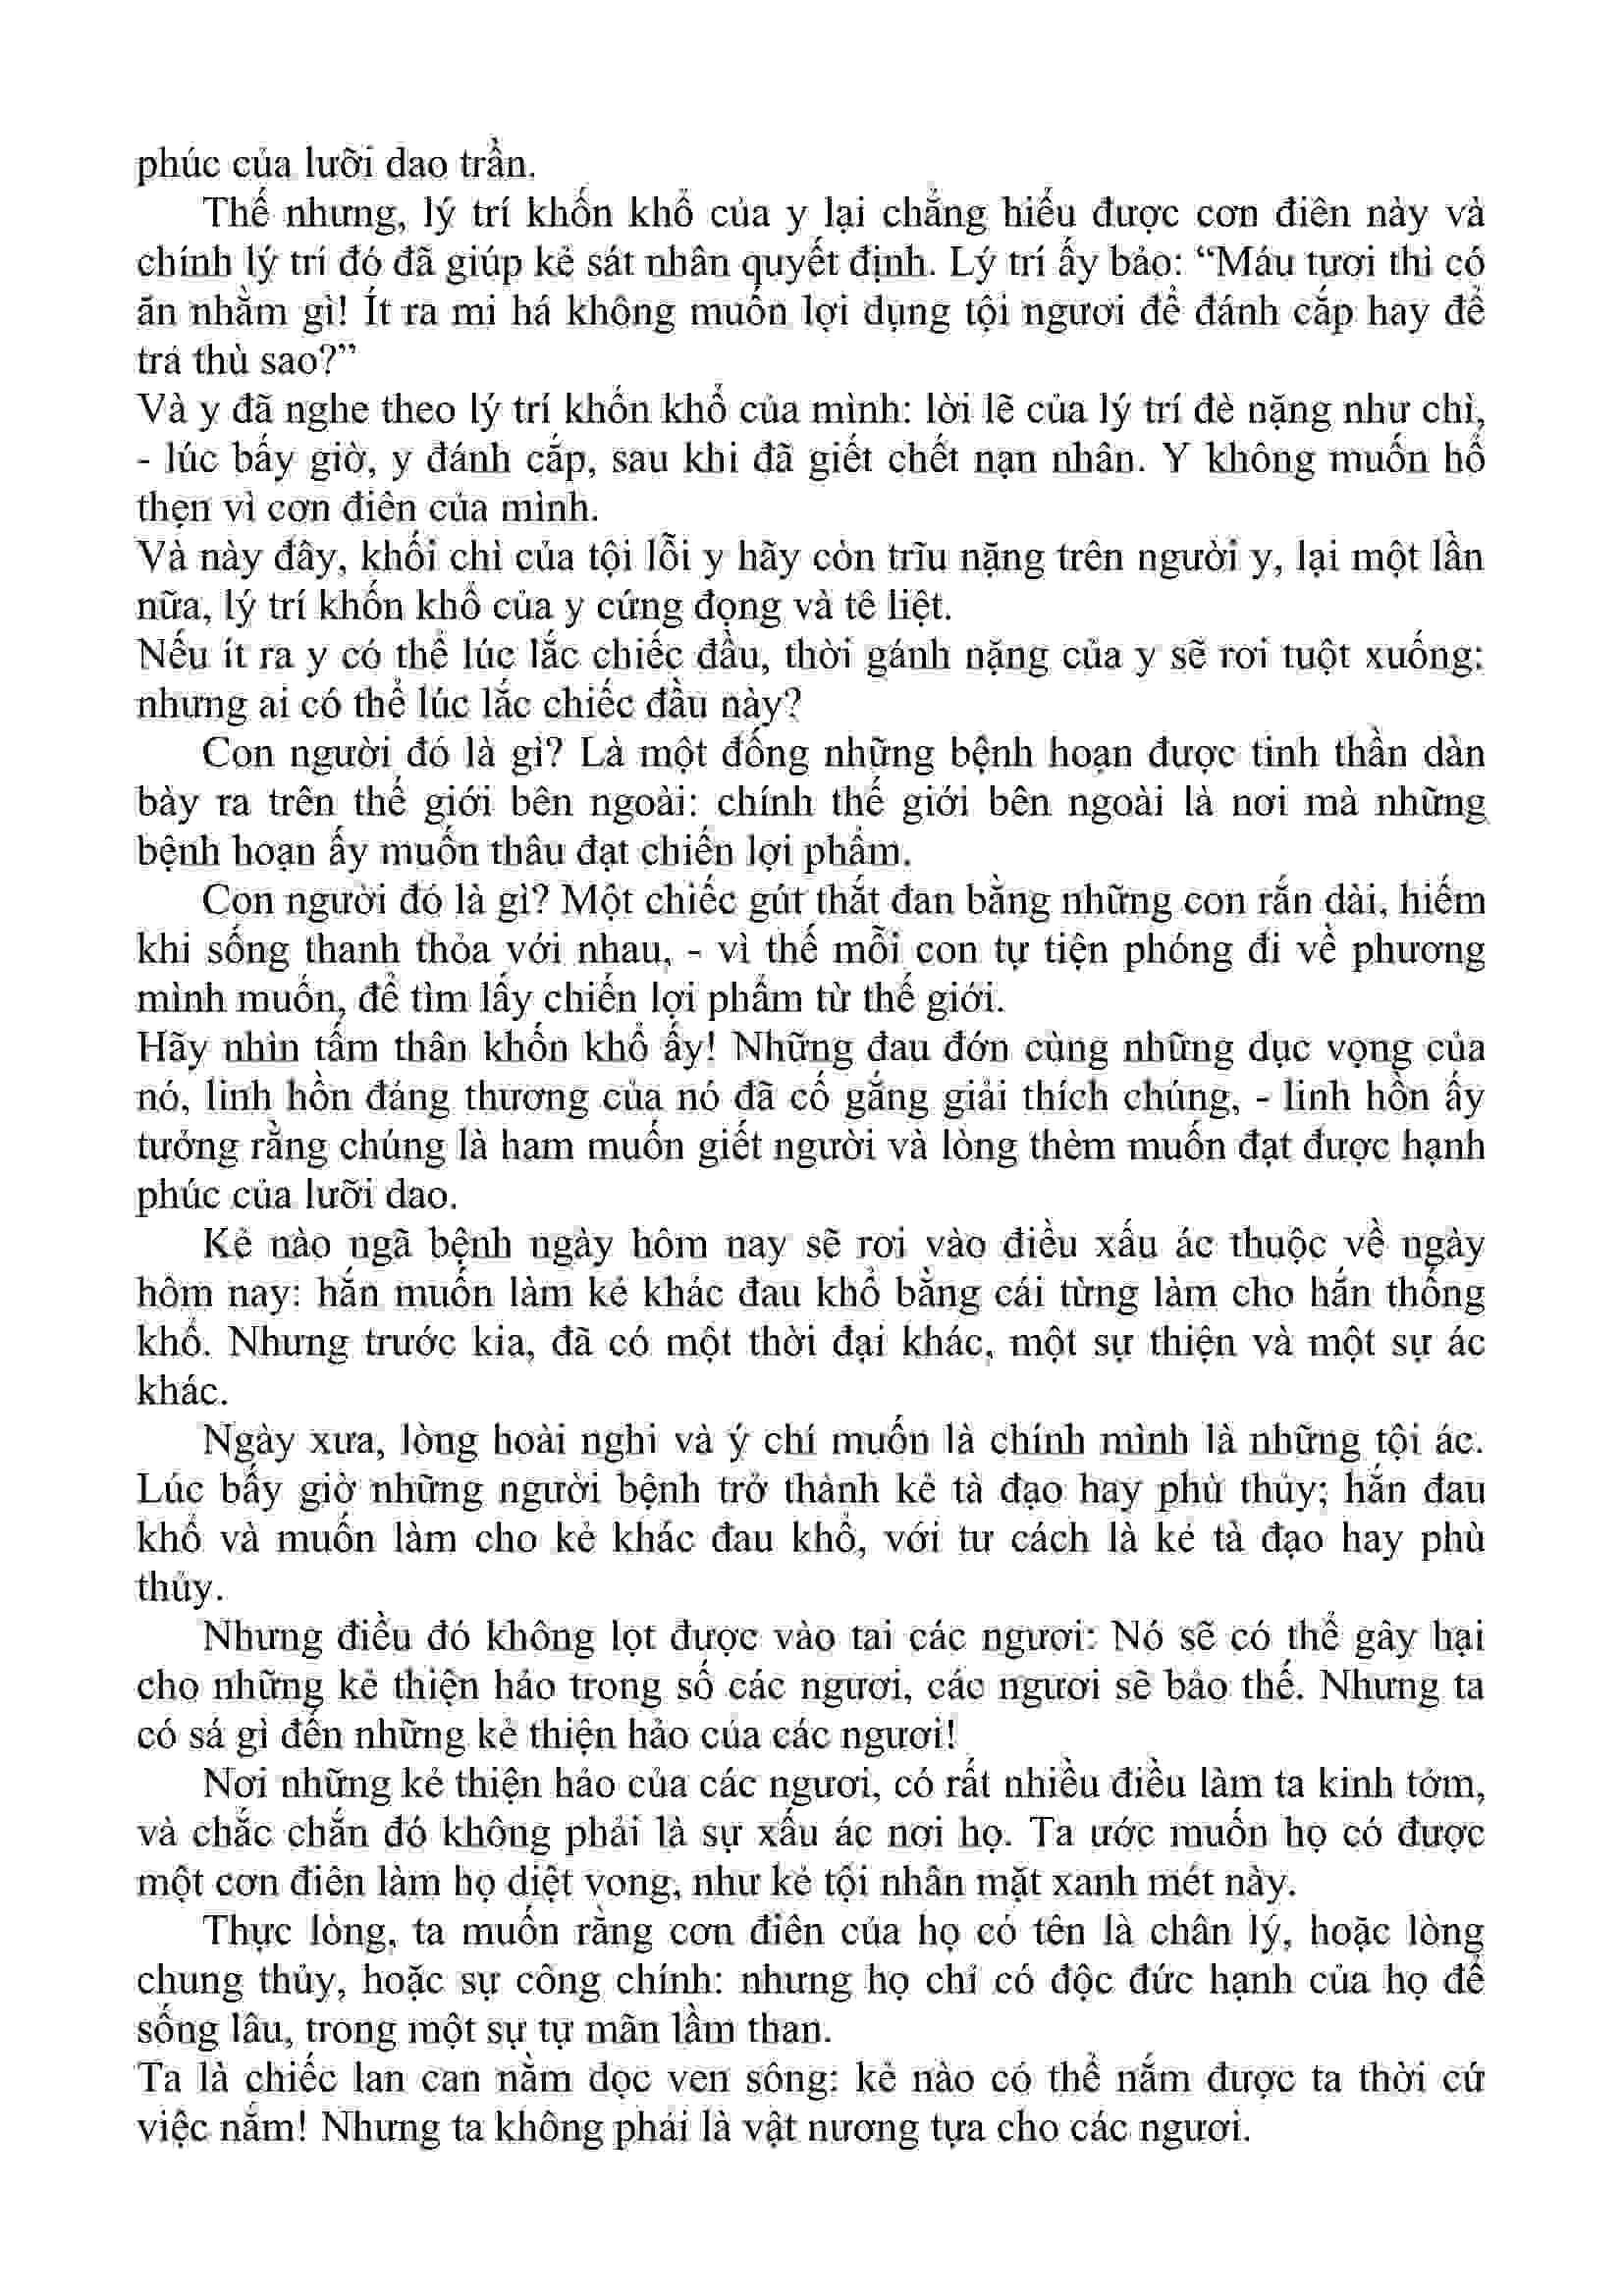 phúc của lưỡi dao trần.
Thế nhưng, lý trí khốn khổ của y lại chẳng hiểu được cơn điên này và
chính lý trí đó đã giúp kẻ sát nhân quyết định. Lý trí ấy bảo: “Máu tươi thì có
ăn nhằm gì! Ít ra mi há không muốn lợi dụng tội ngươi để đánh cắp hay để
trả thù sao?”
Và y đã nghe theo lý trí khốn khổ của mình: lời lẽ của lý trí đè nặng như chì,
- lúc bấy giờ, y đánh cắp, sau khi đã giết chết nạn nhân. Y không muốn hổ
thẹn vì cơn điên của mình.
Và này đây, khối chì của tội lỗi y hãy còn trĩu nặng trên người y, lại một lần
nữa, lý trí khốn khổ của y cứng đọng và tê liệt.
Nếu ít ra y có thể lúc lắc chiếc đầu, thời gánh nặng của y sẽ rơi tuột xuống:
nhưng ai có thể lúc lắc chiếc đầu này?
Con người đó là gì? Là một đống những bệnh hoạn được tinh thần dàn
bày ra trên thế giới bên ngoài: chính thế giới bên ngoài là nơi mà những
bệnh hoạn ấy muốn thâu đạt chiến lợi phẩm.
Con người đó là gì? Một chiếc gút thắt đan bằng những con rắn dài, hiếm
khi sống thanh thỏa với nhau, - vì thế mỗi con tự tiện phóng đi về phương
mình muốn, để tìm lấy chiến lợi phẩm từ thế giới.
Hãy nhìn tấm thân khốn khổ ấy! Những đau đớn cùng những dục vọng của
nó, linh hồn đáng thương của nó đã cố gắng giải thích chúng, - linh hồn ấy
tưởng rằng chúng là ham muốn giết người và lòng thèm muốn đạt được hạnh
phúc của lưỡi dao.
Kẻ nào ngã bệnh ngày hôm nay sẽ rơi vào điều xấu ác thuộc về ngày
hôm nay: hắn muốn làm kẻ khác đau khổ bằng cái từng làm cho hắn thống
khổ. Nhưng trước kia, đã có một thời đại khác, một sự thiện và một sự ác
khác.
Ngày xưa, lòng hoài nghi và ý chí muốn là chính mình là những tội ác.
Lúc bấy giờ những người bệnh trở thành kẻ tà đạo hay phù thủy; hắn đau
khổ và muốn làm cho kẻ khác đau khổ, với tư cách là kẻ tà đạo hay phù
thủy.
Nhưng điều đó không lọt được vào tai các ngươi: Nó sẽ có thể gây hại
cho những kẻ thiện hảo trong số các ngươi, các ngươi sẽ bảo thế. Nhưng ta
có sá gì đến những kẻ thiện hảo của các ngươi!
Nơi những kẻ thiện hảo của các ngươi, có rất nhiều điều làm ta kinh tởm,
và chắc chắn đó không phải là sự xấu ác nơi họ. Ta ước muốn họ có được
một cơn điên làm họ diệt vong, như kẻ tội nhân mặt xanh mét này.
Thực lòng, ta muốn rằng cơn điên của họ có tên là chân lý, hoặc lòng
chung thủy, hoặc sự công chính: nhưng họ chỉ có độc đức hạnh của họ để
sống lâu, trong một sự tự mãn lầm than.
Ta là chiếc lan can nằm dọc ven sông: kẻ nào có thể nắm được ta thời cứ
việc nắm! Nhưng ta không phải là vật nương tựa cho các ngươi.